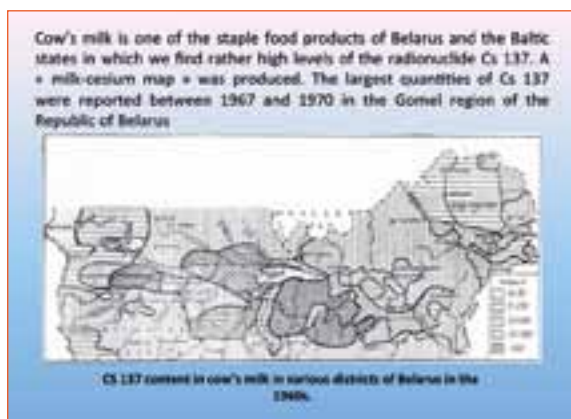 Cow's milk is one of the staple food products of Belarus and the Baltic
states in which we find rather high levels of the radionuclide Cs 137. A
« milk-cesium map » was produced. The largest quantities of Cs 137
were reported between 1967 and 1970 in the Gomel region of the
Republic of Belarus
CS 137 content in cow's milk in various districts of Belarus in the
1960s.